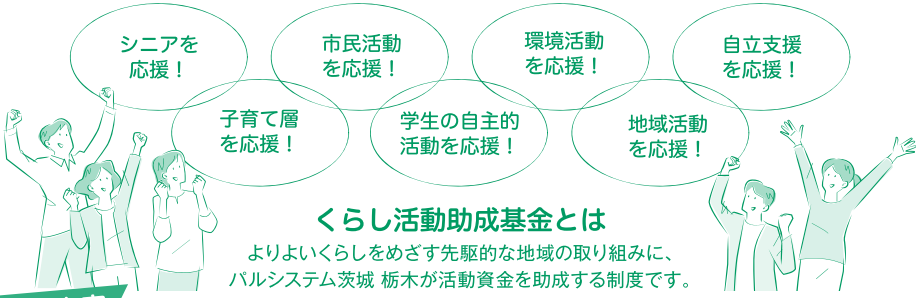 シニアを
応援！
市民活動
を応援！
環境活動
を応援！
自立支援
を応援！
子育て層
を応援！
学生の自主的
活動を応援！
地域活動
を応援！
くらし活動助成基金とは
よりよいくらしをめざす先駆的な地域の取り組みに、
パルシステム茨城 栃木が活動資金を助成する制度です。